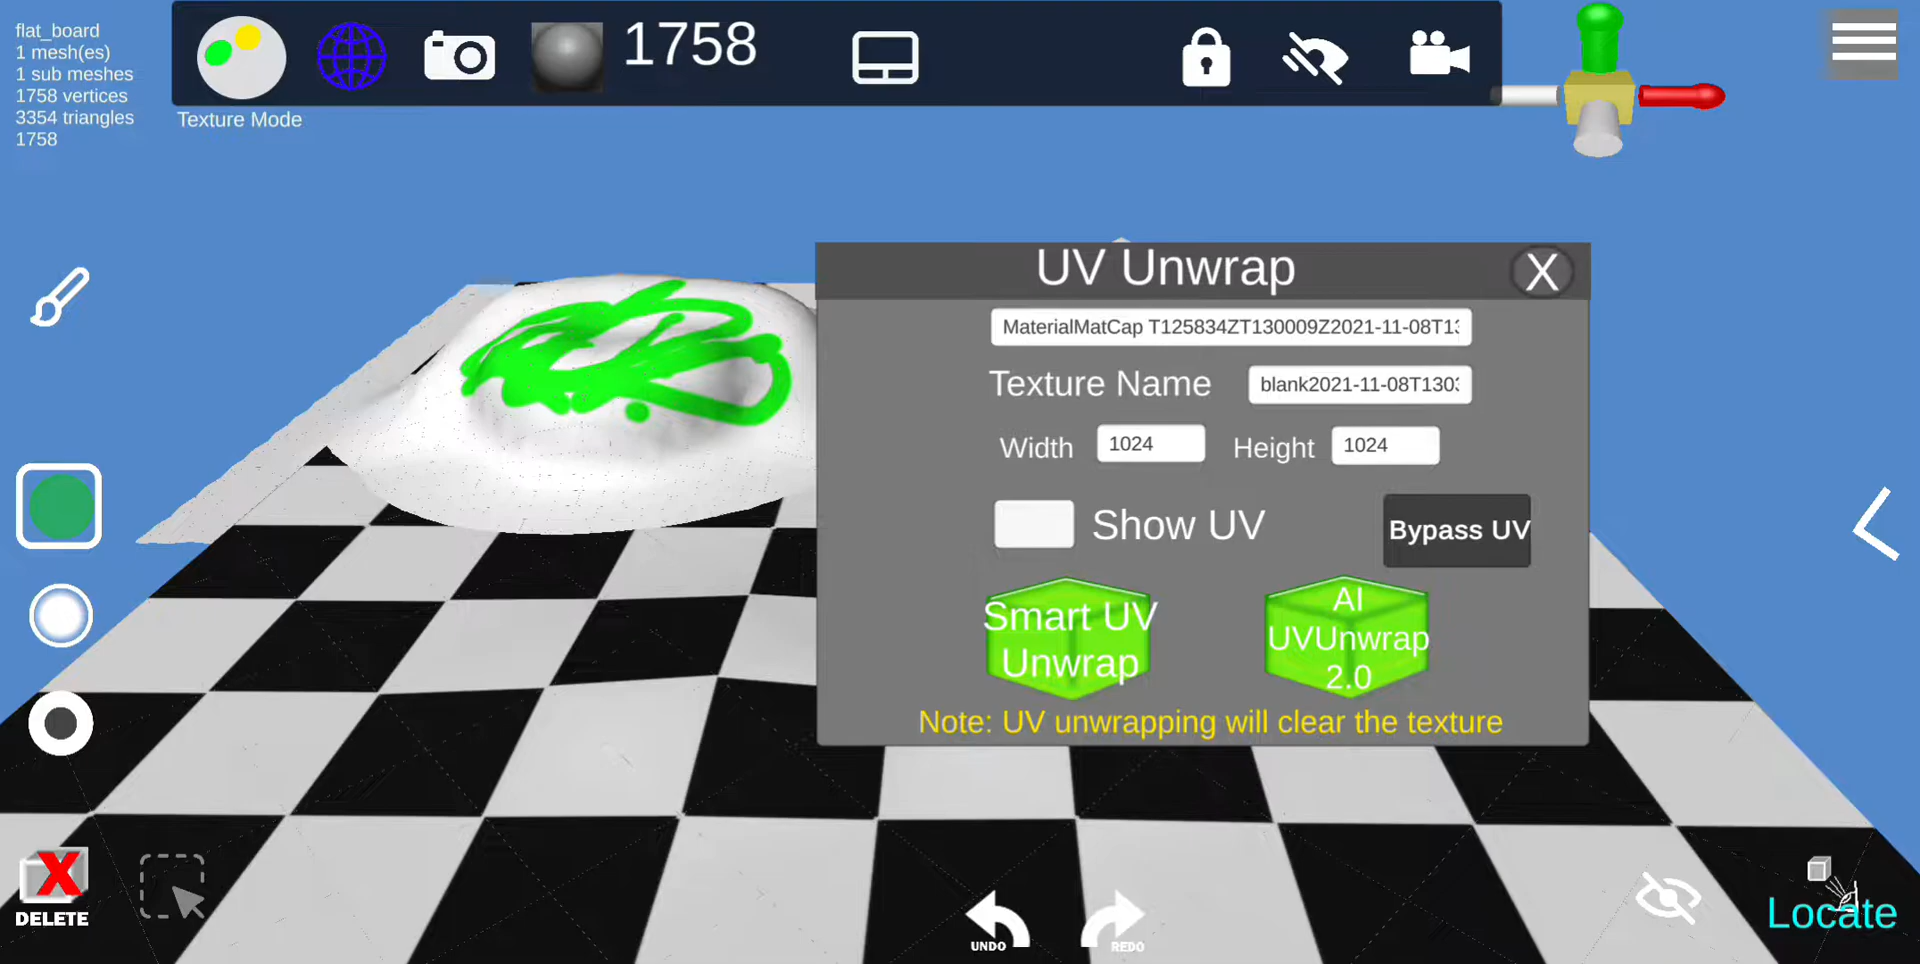 flat_board
1 mesh(es)
1 sub meshes
1758 vertices
3354 triangles
1758
1758
Texture Mode
UV Unwrap
X
MaterialMatCap T125834ZT130009Z2021-11-08T1
Texture Name
blank2021-11-08T130
Width
1024
Height
1024
Show UV
Bypass UV
Smart UV
Unwrap
AI
UVUnwrap
2.0
Note: UV unwrapping will clear the texture
X
DELETE
UNDO
REDO
Locate